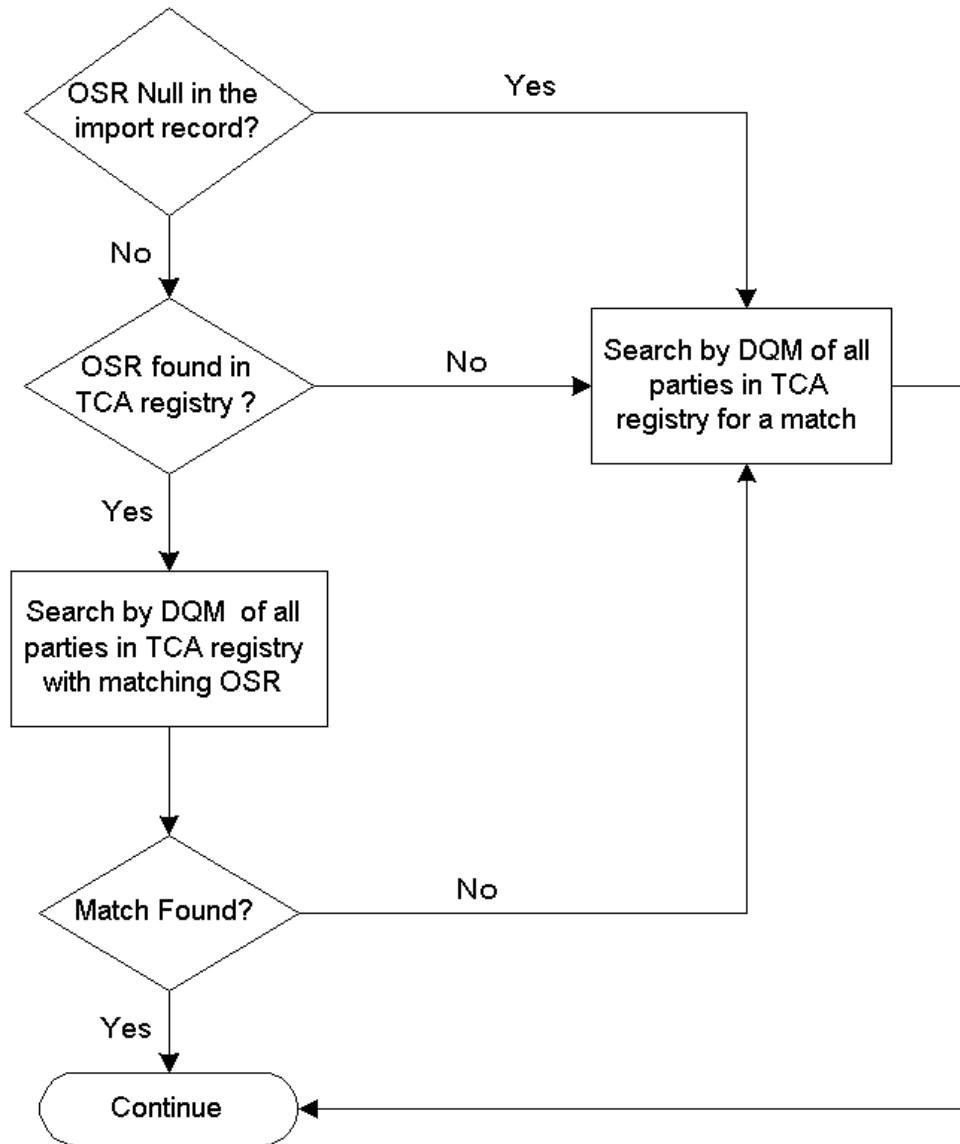 OSR Null in the
import record?
Yes
No
OSR found in
TCA registry ?
No
Search by DQM of all
parties in TCA
registry for a match
Yes
Search by DQM of all
parties in TCA registry
with matching OSR
Match Found?
No
Yes
Continue